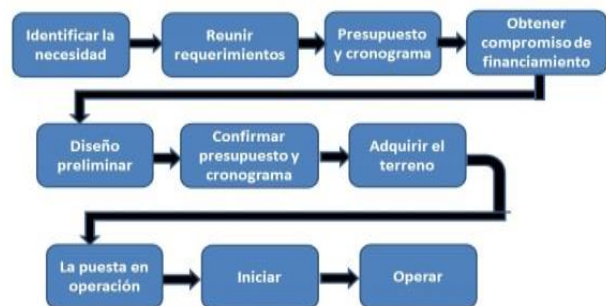 Identificar la
necesidad
Reunir
requerimientos
Presupuesto
y cronograma
Obtener
compromiso de
financiamiento
Diseño
preliminar
Confirmar
presupuesto y
cronograma
Adquirir el
terreno
La puesta en
operación
Iniciar
Operar